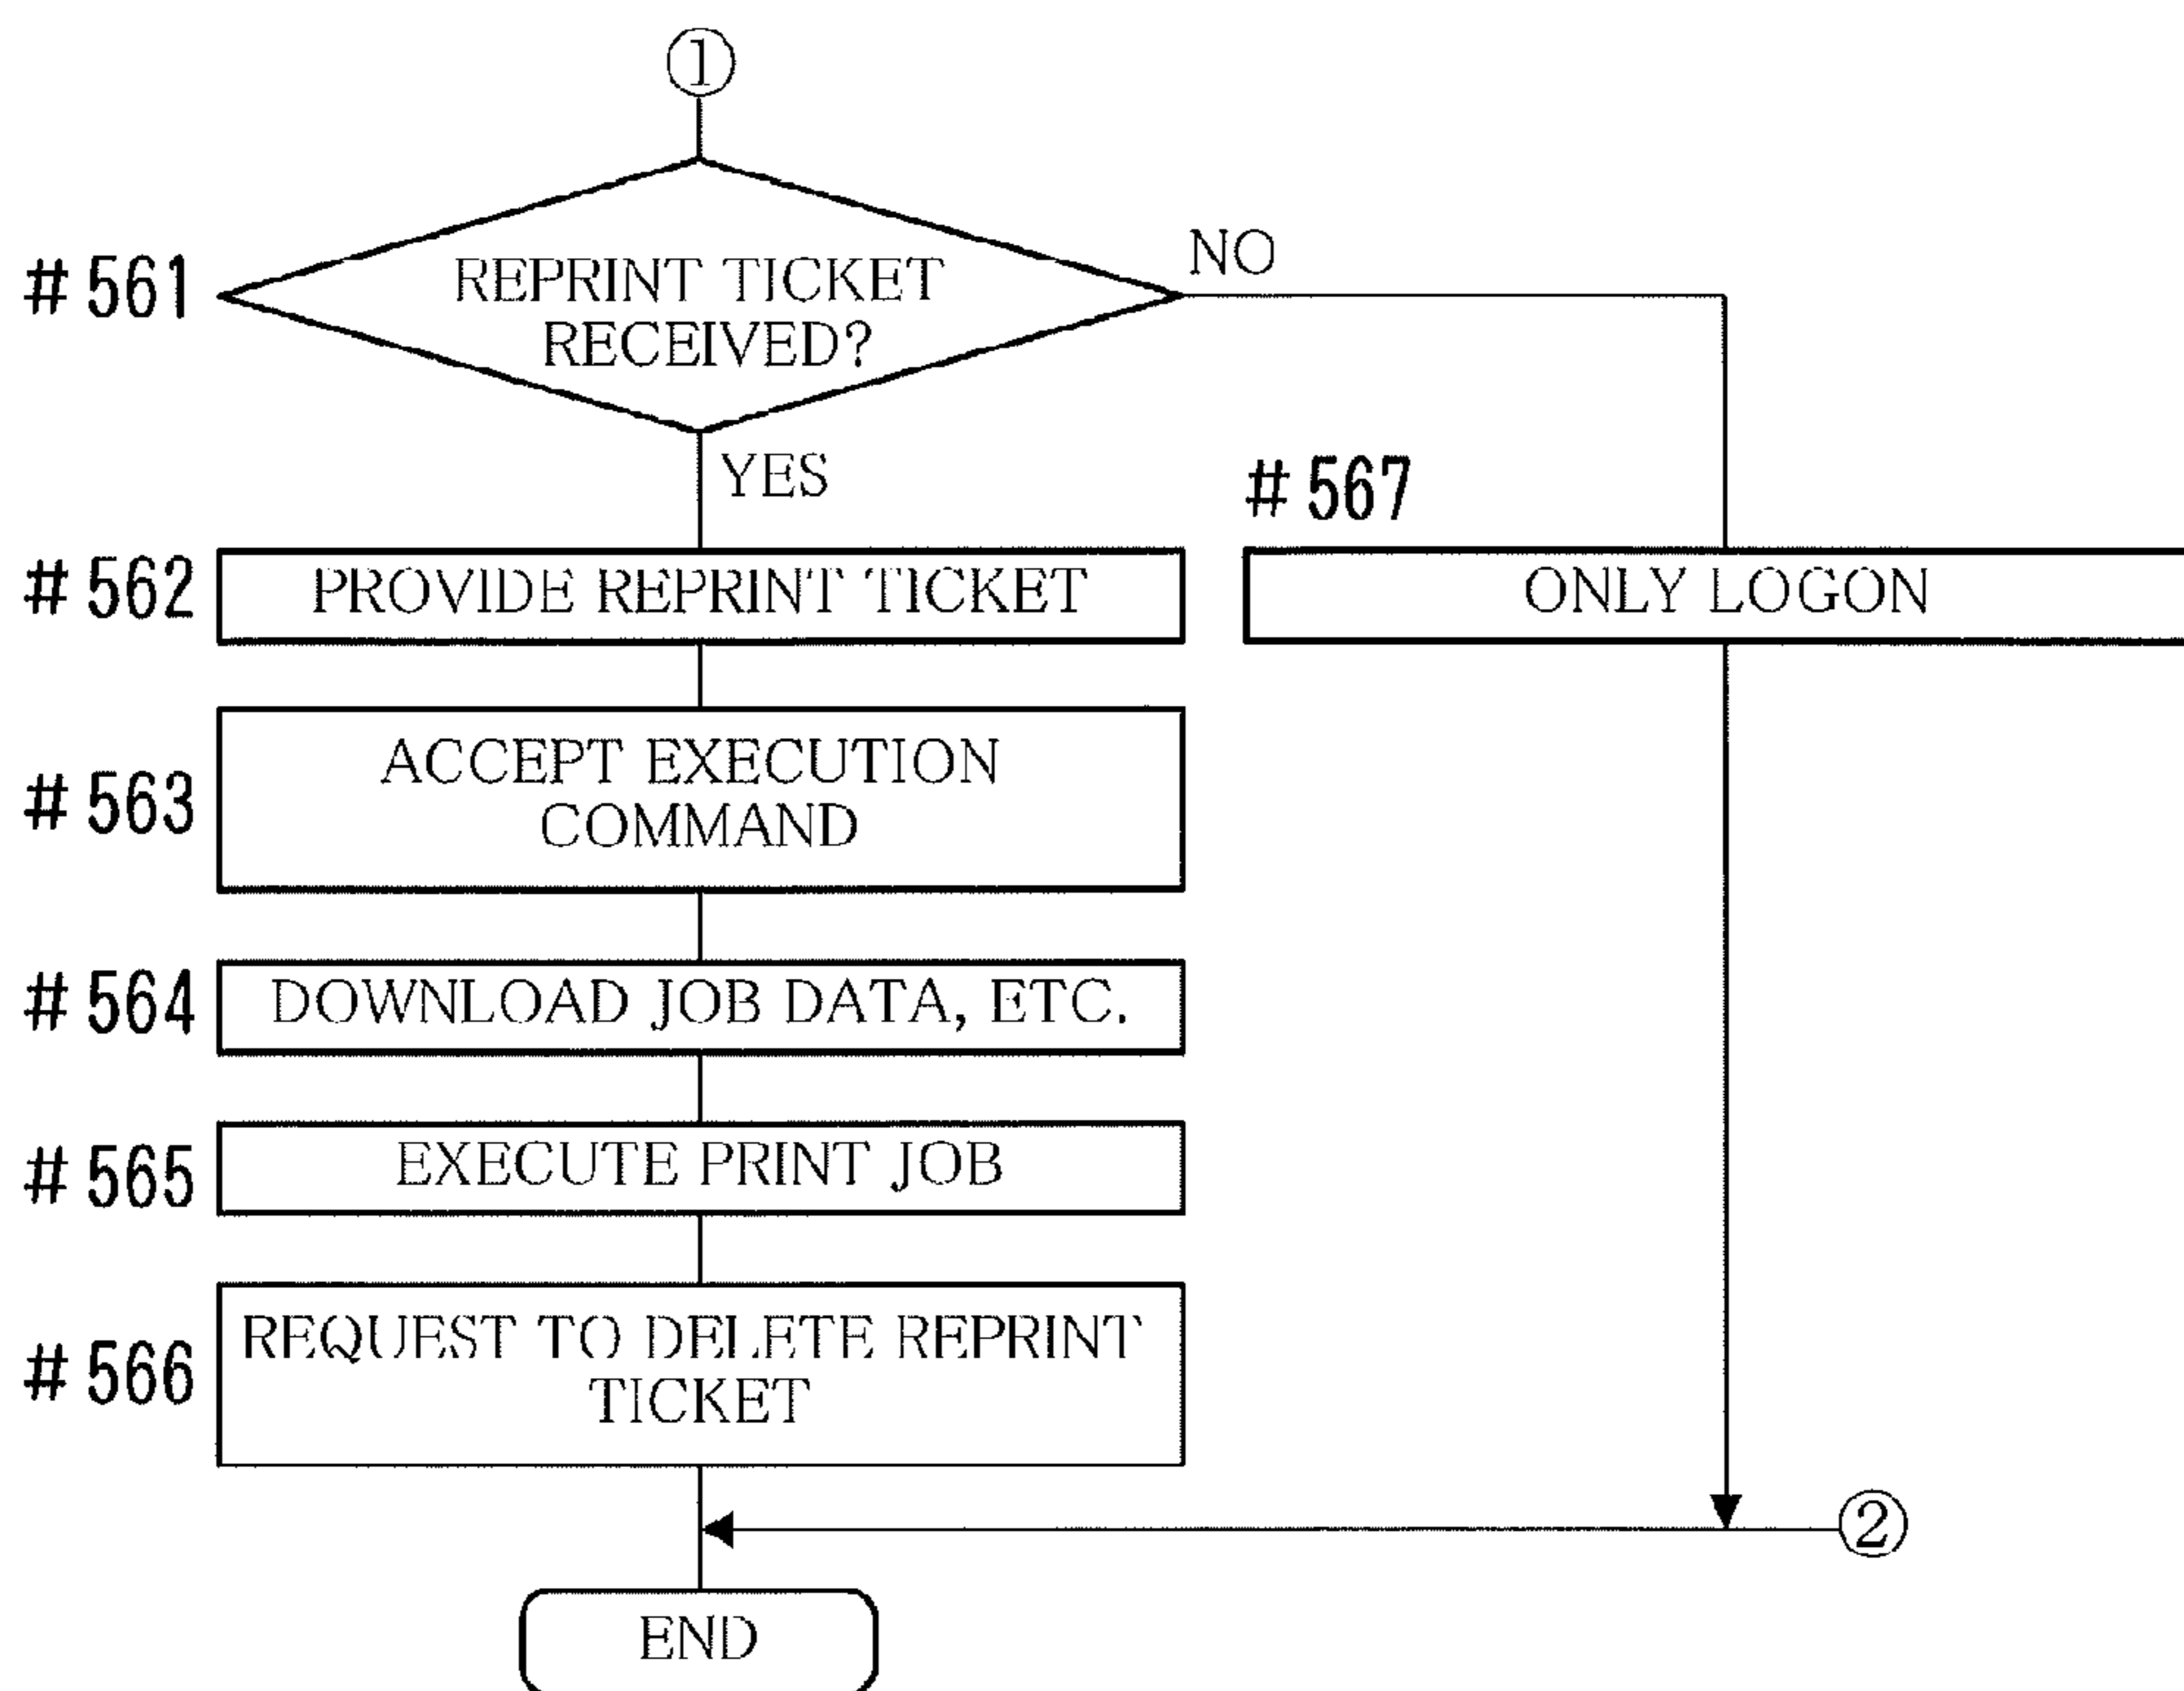 ①
#561
REPRINT TICKET
RECEIVED?
NO
YES
#567
#562
PROVIDE REPRINT TICKET
ONLY LOGON
#563
ACCEPT EXECUTION
COMMAND
#564
DOWNLOAD JOB DATA, ETC.
#565
EXECUTE PRINT JOB
#566
REQUEST TO DELETE REPRINT
TICKET
②
END